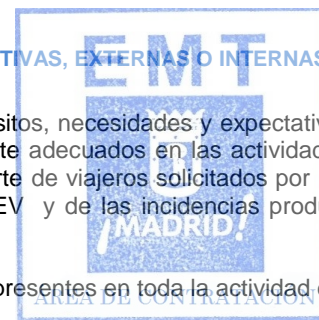 TIVAS, EXTERNAS O INTERNAS
EMT
sitos, necesidades y expectativ
te adecuados en las actividad
rte de viajeros solicitados por
EV y de las incidencias prod
¡MADRID!
presentes en toda la actividad
AREA DE CONTRATACION